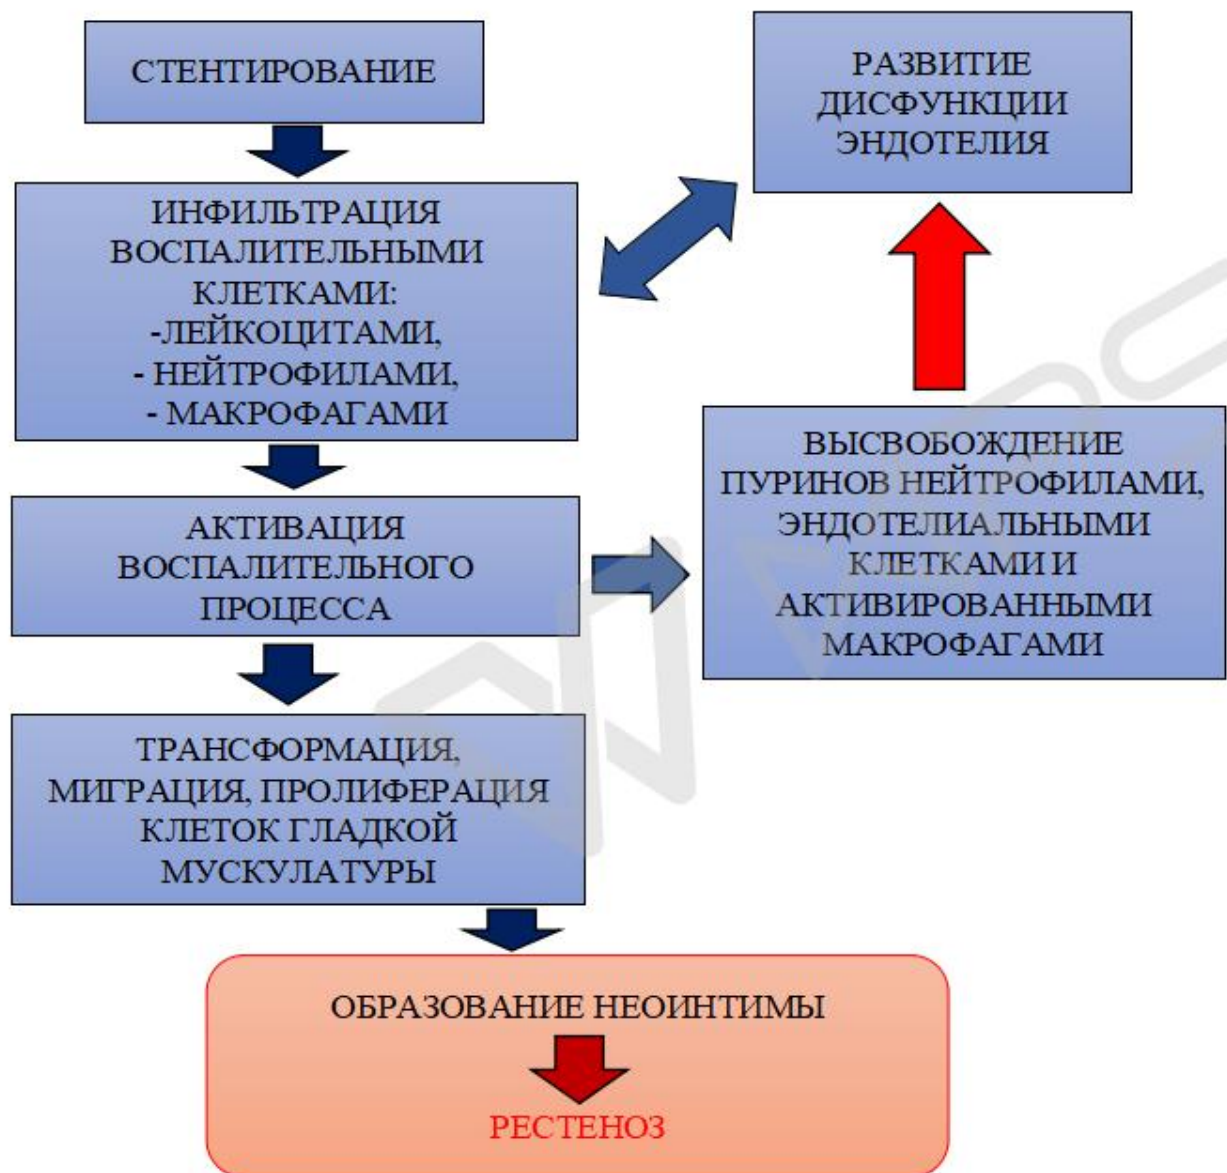 СТЕНТИРОВАНИЕ
РАЗВИТИЕ
ДИСФУНКЦИИ
ЭНДОТЕЛИЯ
ИНФИЛЬТРАЦИЯ
ВОСПАЛИТЕЛЬНЫМИ
КЛЕТКАМИ:
-ЛЕЙКОЦИТАМИ,
- НЕЙТРОФИЛАМИ,
- МАКРОФАГАМИ
ВЫСВОБОЖДЕНИЕ
ПУРИНОВ НЕЙТРОФИЛАМИ,
ЭНДОТЕЛИАЛЬНЫМИ
КЛЕТКАМИ И
АКТИВИРОВАННЫМИ
МАКРОФАГАМИ
АКТИВАЦИЯ
ВОСПАЛИТЕЛЬНОГО
ПРОЦЕССА
ТРАНСФОРМАЦИЯ,
МИГРАЦИЯ, ПРОЛИФЕРАЦИЯ
КЛЕТОК ГЛАДКОЙ
МУСКУЛАТУРЫ
ОБРАЗОВАНИЕ НЕОИНТИМЫ
РЕСТЕНОЗ